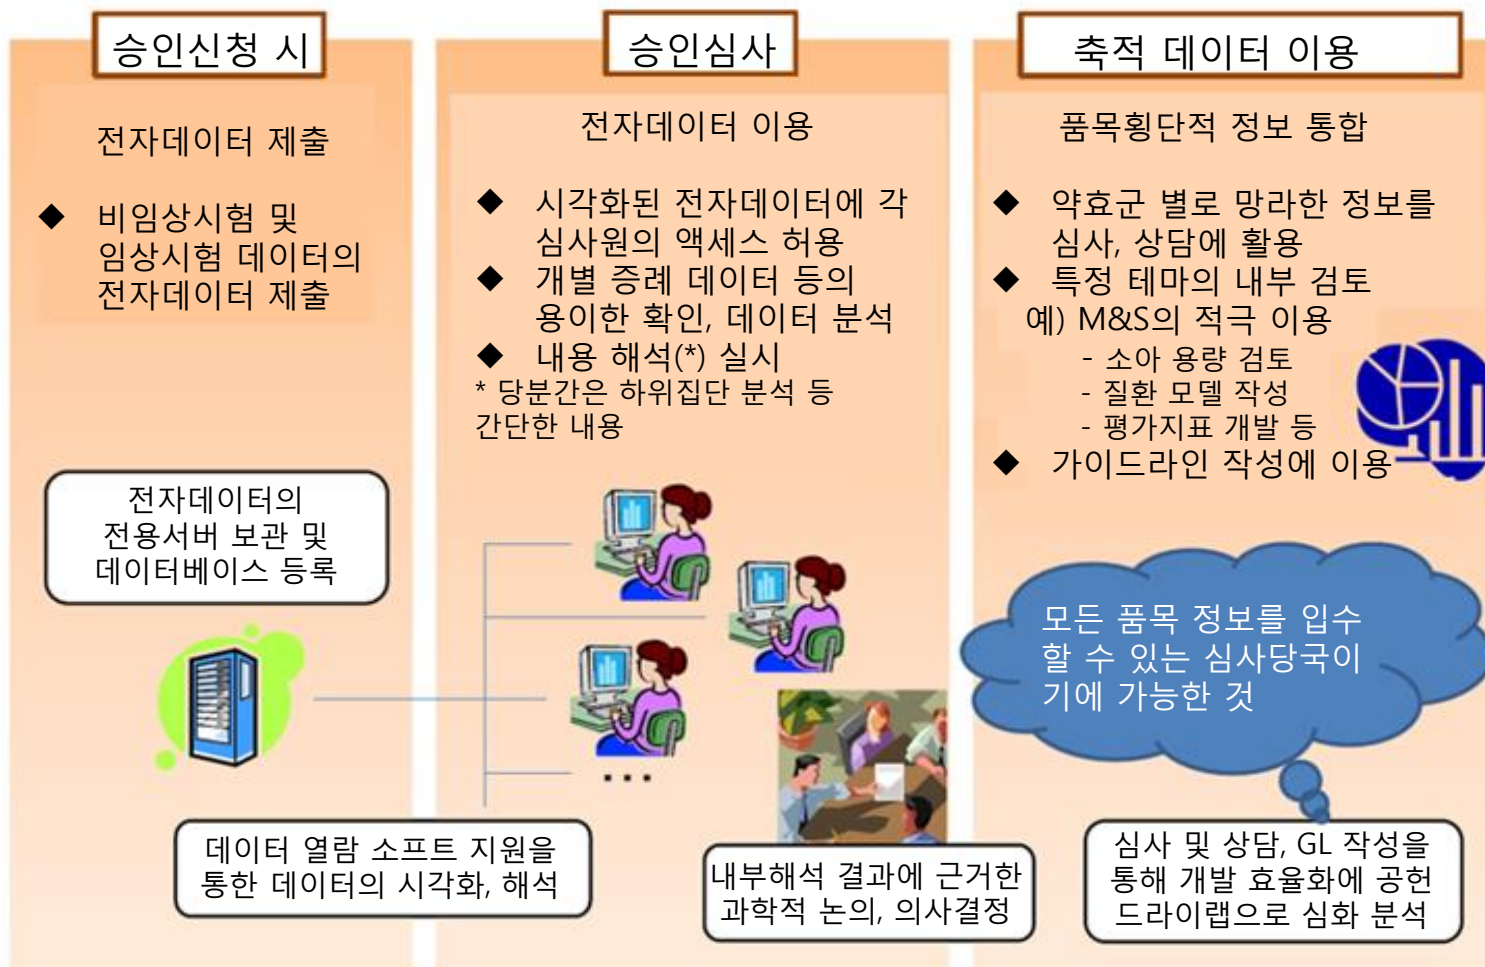 승인신청 시
전자데이터 제출
◆ 비임상시험 및
임상시험 데이터의
전자데이터 제출
전자데이터의
전용서버 보관 및
데이터베이스 등록
데이터 열람 소프트 지원을
통한 데이터의 시각화, 해석
승인심사
전자데이터 이용
◆ 시각화된 전자데이터에 각
심사원의 액세스 허용
◆ 개별 증례 데이터 등의
용이한 확인, 데이터 분석
◆ 내용 해석(*) 실시
* 당분간은 하위집단 분석 등
간단한 내용
...
내부해석 결과에 근거한
과학적 논의, 의사결정
축적 데이터 이용
품목횡단적 정보 통합
◆ 약효군 별로 망라한 정보를
심사, 상담에 활용
◆ 특정 테마의 내부 검토
예) M&S의 적극 이용
- 소아 용량 검토
- 질환 모델 작성
- 평가지표 개발 등
◆ 가이드라인 작성에 이용
모든 품목 정보를 입수
할 수 있는 심사당국이
기에 가능한 것
심사 및 상담, GL 작성을
통해 개발 효율화에 공헌
드라이랩으로 심화 분석